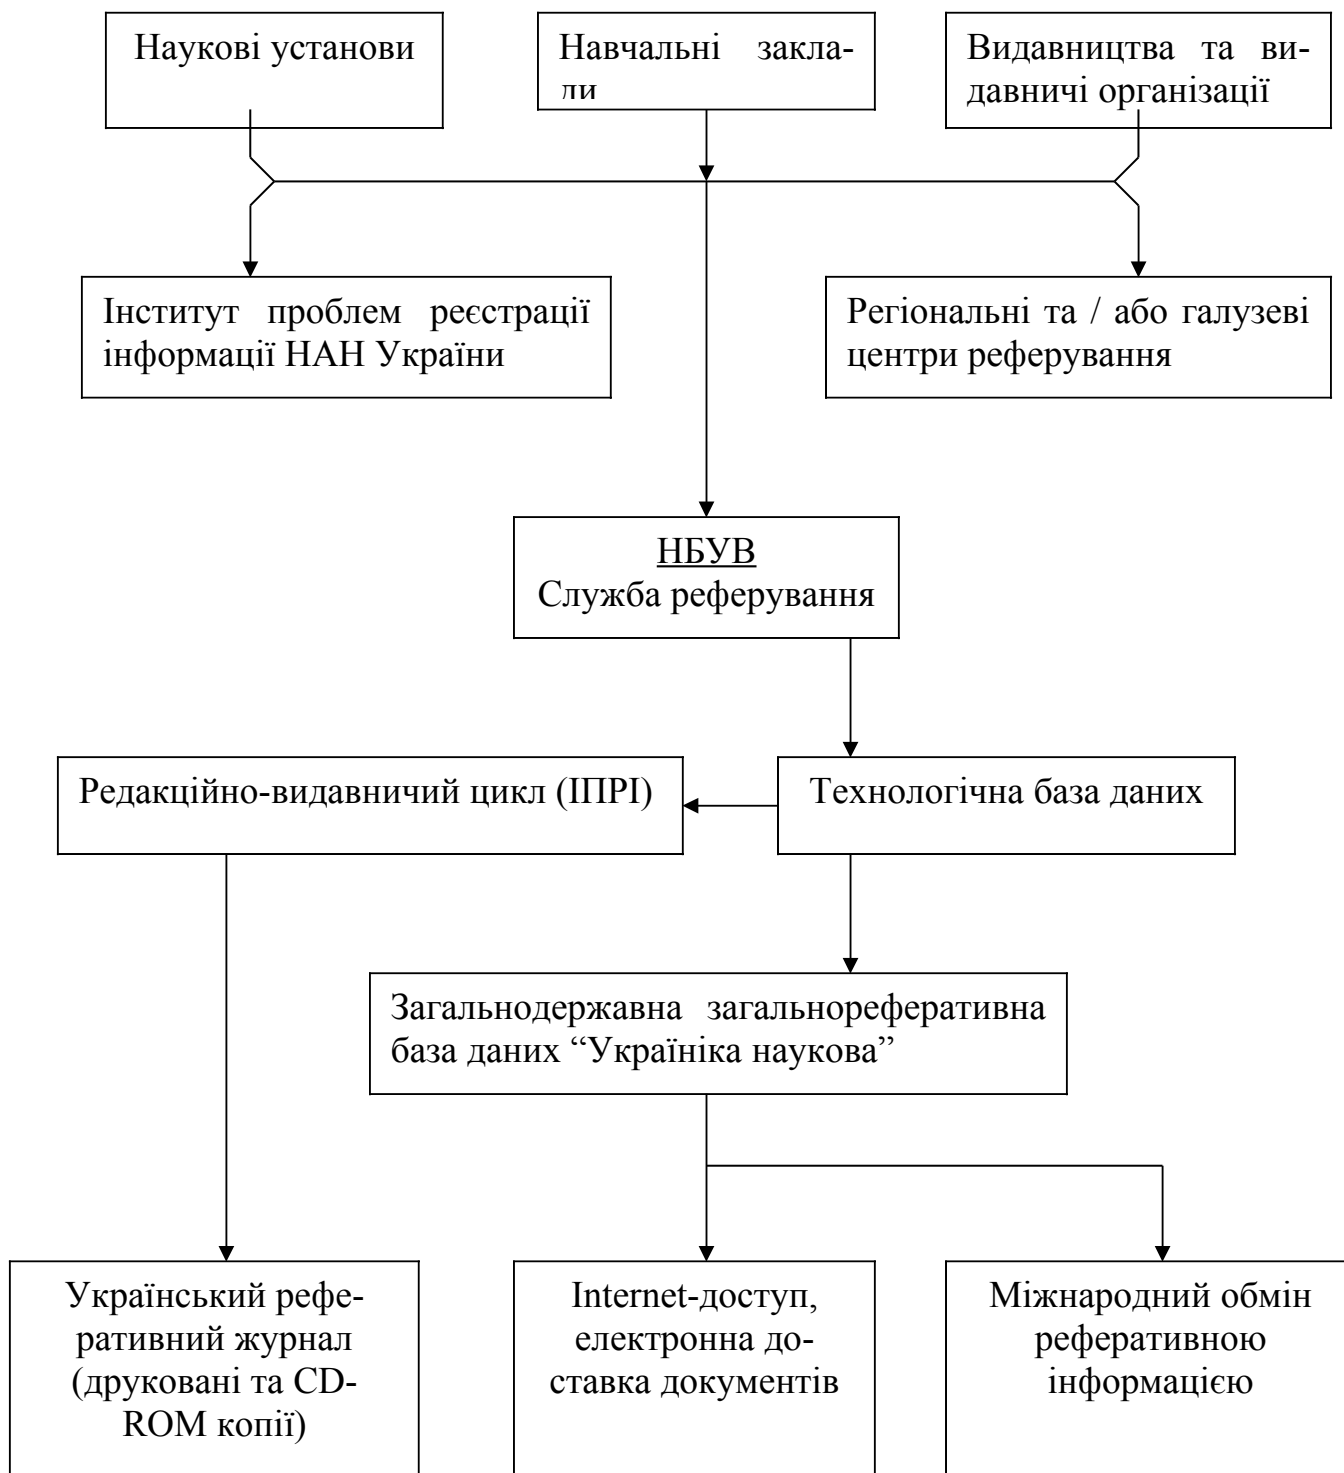 Наукові установи
Навчальні закла-
ди
Видавництва та ви-
давничі організації
Інститут проблем реєстрації
інформації НАН України
Регіональні та / або галузеві
центри реферування
НБУВ
Служба реферування
Редакційно-видавничий цикл (ІПРІ)
Технологічна база даних
Загальнодержавна загальнореферативна
база даних “Україніка наукова”
Український рефе-
ративний журнал
(друковані та CD-
ROM копії)
Internet-доступ,
електронна до-
ставка документів
Міжнародний обмін
реферативною
інформацією